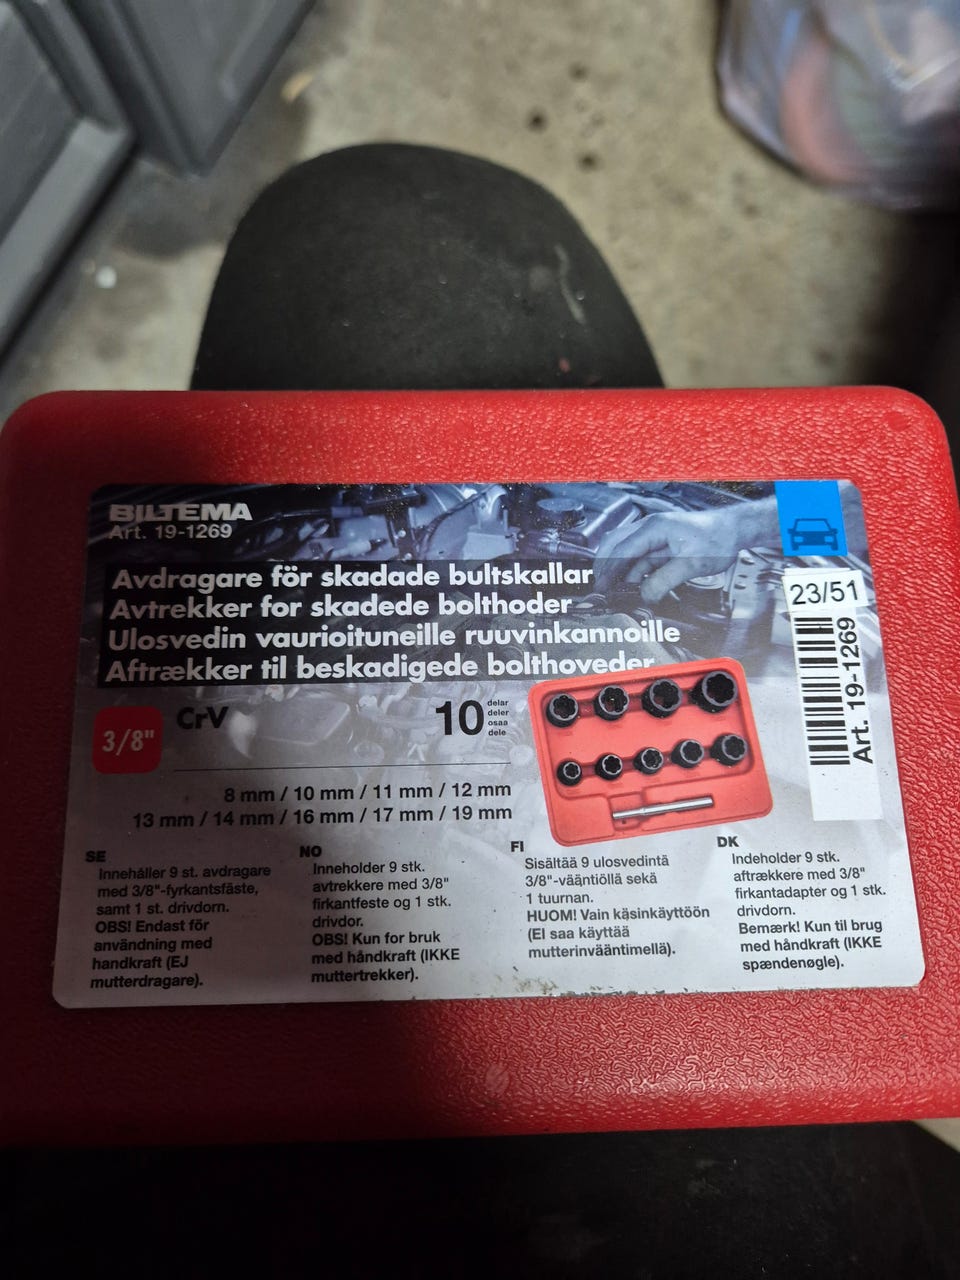 BILTEMA
Art. 19-1269
Avdragare för skadade bultskallar
Avtrekker for skadede bolthoder
Ulosvedin vaurioituneille ruuvinkannoille
Aftrækker til beskadigede bolthoveder
23/51
Art. 19-1269
3/8"
CrV
10
delar
deler
osaa
dele
8 mm / 10 mm / 11 mm / 12 mm
13 mm / 14 mm / 16 mm / 17 mm / 19 mm
SE
Innehåller 9 st. avdragare
med 3/8"-fyrkantsfäste,
samt 1 st. drivdorn.
OBS! Endast för
användning med
handkraft (EJ
mutterdragare).
NO
Inneholder 9 stk.
avtrekkere med 3/8"
firkantfeste og 1 stk.
drivdor.
OBS! Kun for bruk
med håndkraft (IKKE
muttertrekker).
FI
Sisältää 9 ulosvedintä
3/8"-vääntiöllä sekä
1 tuurnan.
HUOM! Vain käsinkäyttöön
(EI saa käyttää
mutterinvääntimellä).
DK
Indeholder 9 stk.
aftrækkere med 3/8"
firkantadapter og 1 stk.
drivdorn.
Bemærk! Kun til brug
med håndkraft (IKKE
spændenøgle).